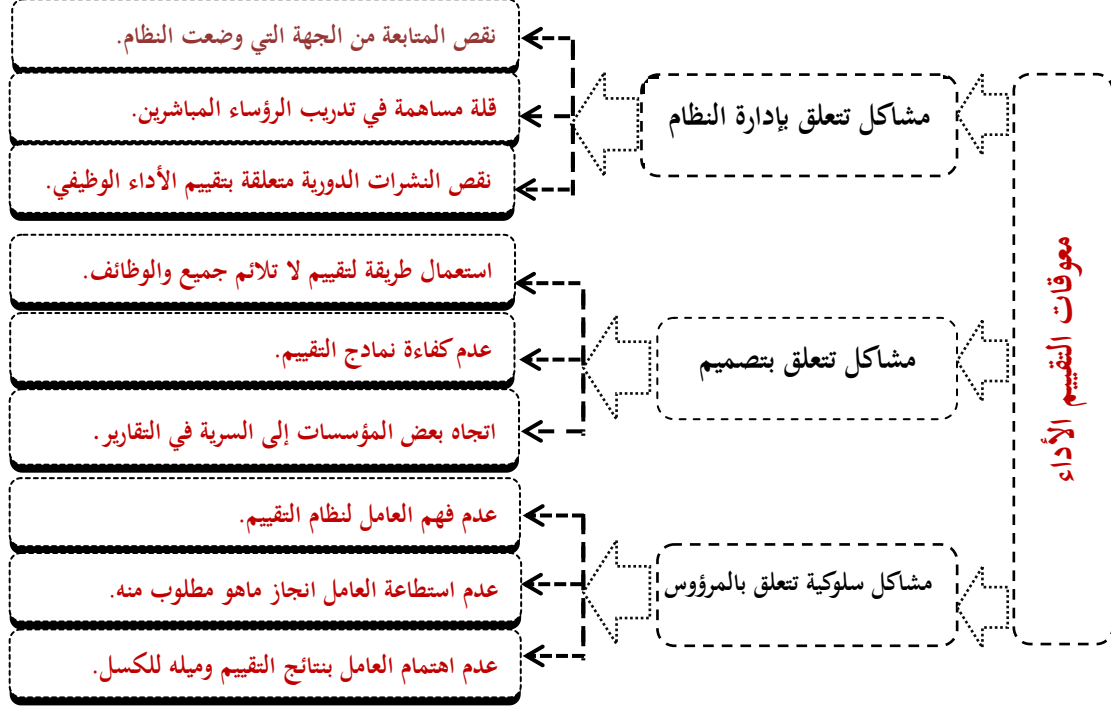 معوقات التقييم الأداء
مشاكل تتعلق بإدارة النظام
نقص المتابعة من الجهة التي وضعت النظام.
قلة مساهمة في تدريب الرؤساء المباشرين.
نقص النشرات الدورية متعلقة بتقييم الأداء الوظيفي.
مشاكل تتعلق بتصميم
استعمال طريقة لتقييم لا تلائم جميع والوظائف.
عدم كفاءة نمادج التقييم.
اتجاه بعض المؤسسات إلى السرية في التقارير.
مشاكل سلوكية تتعلق بالمرؤوس
عدم فهم العامل لنظام التقييم.
عدم استطاعة العامل انجاز ماهو مطلوب منه.
عدم اهتمام العامل بنتائج التقييم وميله للكسل.